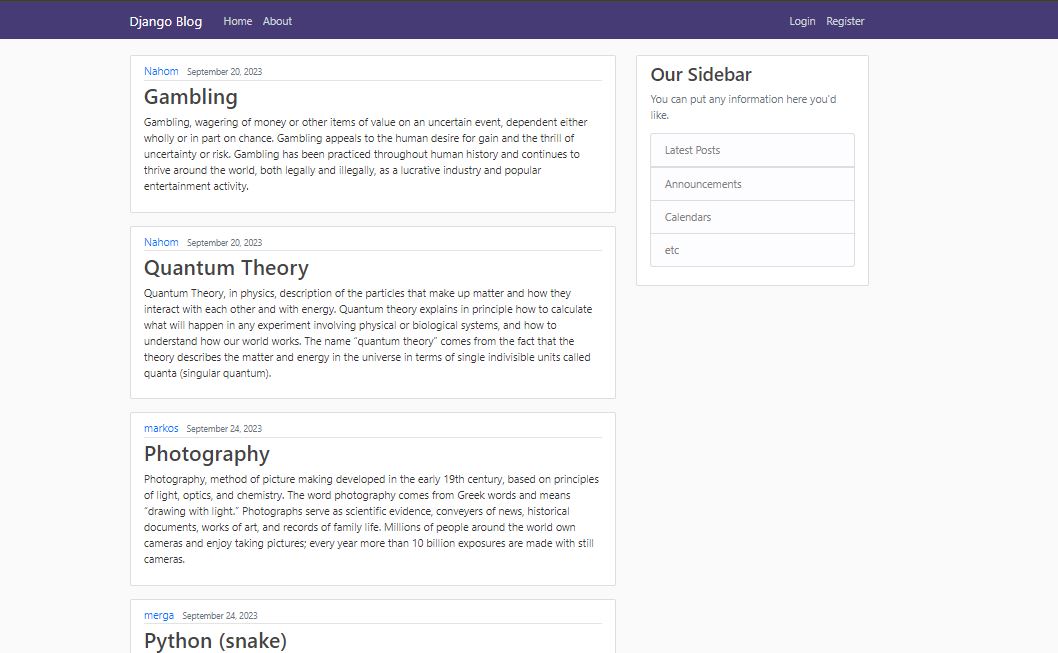 Django Blog Home About Login Register
Nahom September 20, 2023
Gambling
Gambling, wagering of money or other items of value on an uncertain event, dependent either
wholly or in part on chance. Gambling appeals to the human desire for gain and the thrill of
uncertainty or risk. Gambling has been practiced throughout human history and continues to
thrive around the world, both legally and illegally, as a lucrative industry and popular
entertainment activity.
Nahom September 20, 2023
Quantum Theory
Quantum Theory, in physics, description of the particles that make up matter and how they
interact with each other and with energy. Quantum theory explains in principle how to calculate
what will happen in any experiment involving physical or biological systems, and how to
understand how our world works. The name “quantum theory” comes from the fact that the
theory describes the matter and energy in the universe in terms of single indivisible units called
quanta (singular quantum).
markos September 24, 2023
Photography
Photography, method of picture making developed in the early 19th century, based on principles
of light, optics, and chemistry. The word photography comes from Greek words and means
“drawing with light.” Photographs serve as scientific evidence, conveyers of news, historical
documents, works of art, and records of family life. Millions of people around the world own
cameras and enjoy taking pictures; every year more than 10 billion exposures are made with still
cameras.
merga September 24, 2023
Python (snake)
Our Sidebar
You can put any information here you'd
like.
Latest Posts
Announcements
Calendars
etc